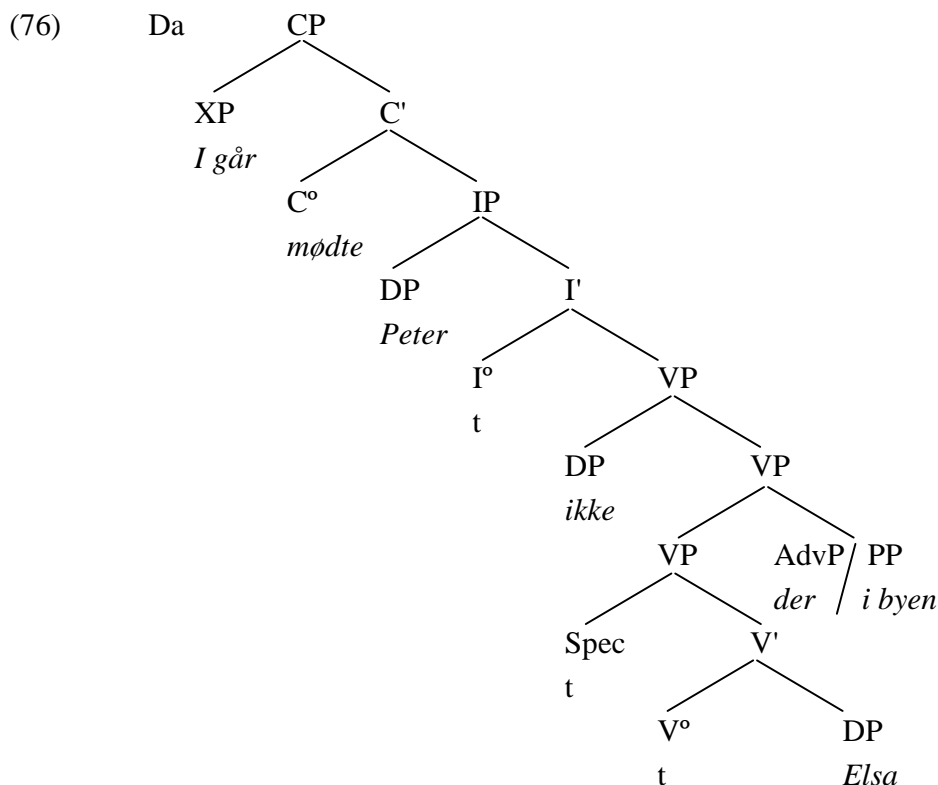 (76) Da CP
XP C'
I går
Cº IP
mødte
DP I'
Peter
Iº VP
t
DP VP
ikke
VP AdvP / PP
der i byen
Spec V'
t
Vº DP
t Elsa